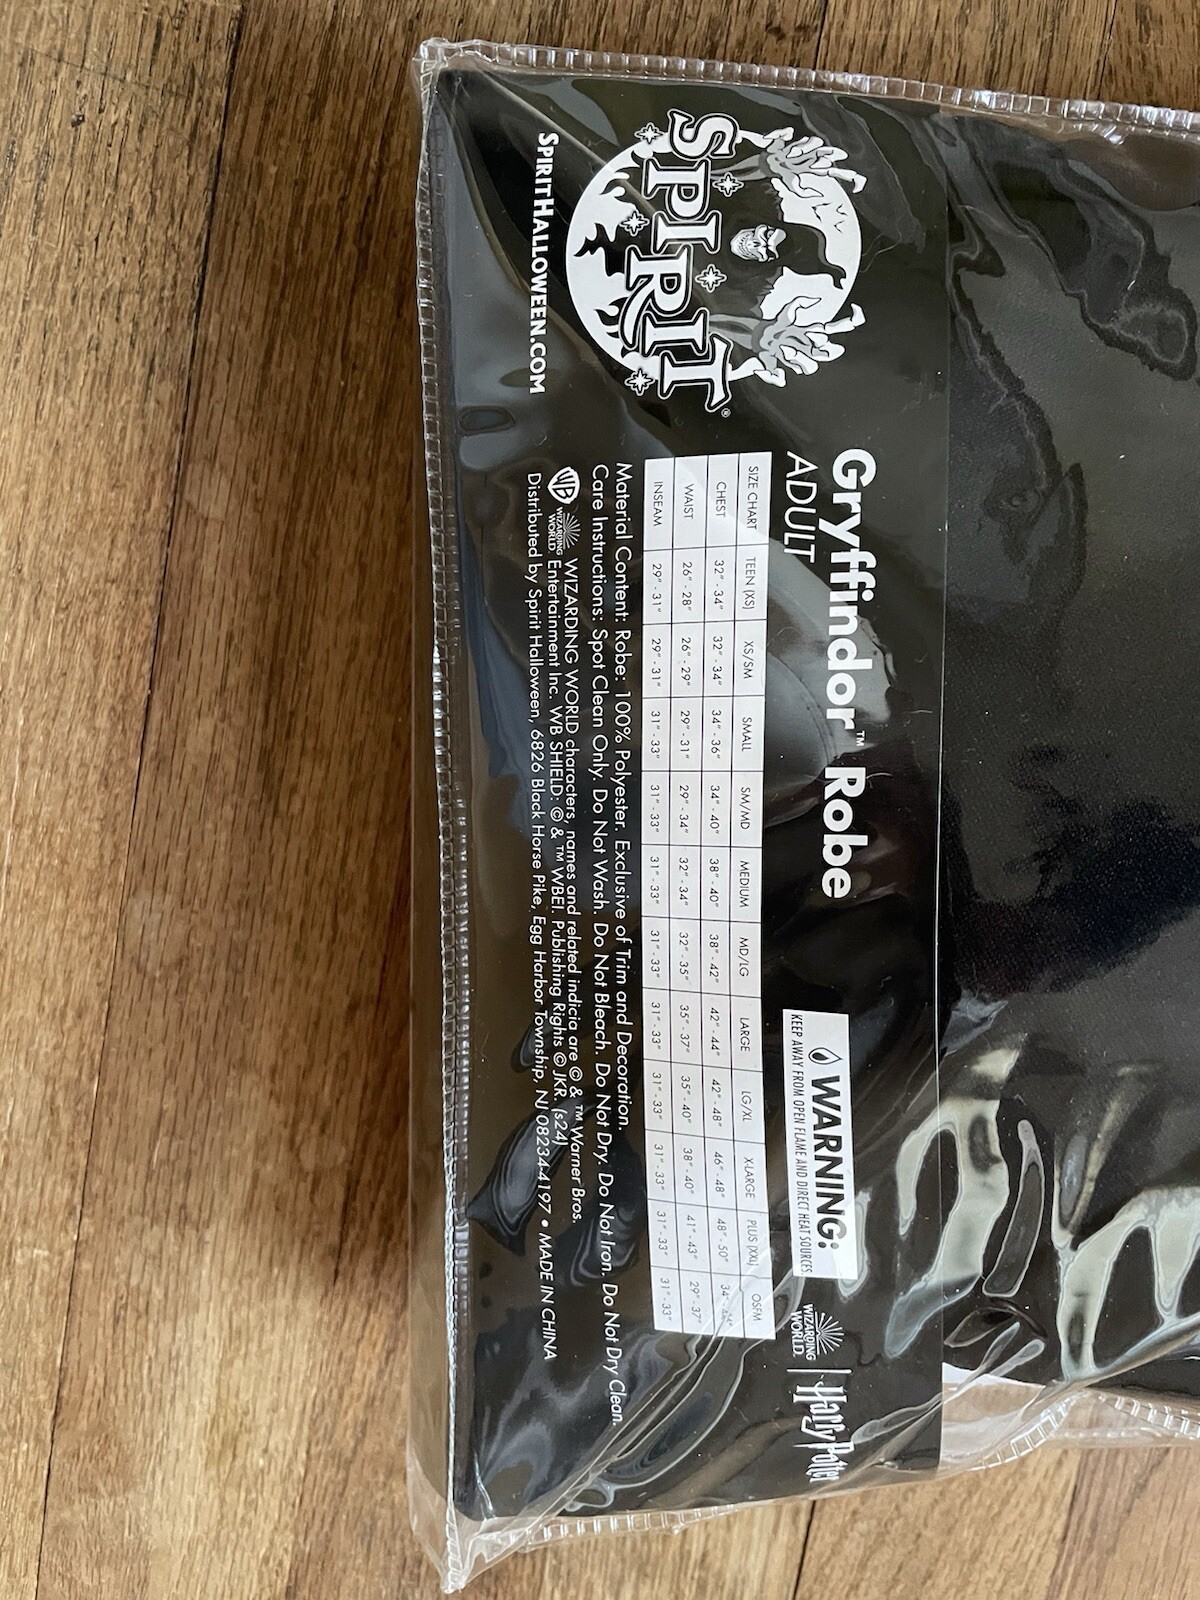 SPIRIT®
SPIRITHALLOWEEN.COM
Gryffindor™ Robe
ADULT
WARNING:
KEEP AWAY FROM OPEN FLAME AND DIRECT HEAT SOURCES
WIZARDING WORLD | Harry Potter
SIZE CHART TEEN (XS) XS/SM SMALL SM/MD MEDIUM MD/LG LARGE LG/XL X-LARGE PLUS (XXL) OSFM
CHEST 32" - 34" 32" - 34" 34" - 36" 34" - 40" 38" - 40" 38" - 42" 42" - 44" 42" - 48" 46" - 48" 48" - 50" 34" -
WAIST 26" - 28" 26" - 29" 29" - 31" 29" - 34" 32" - 34" 32" - 35" 35" - 37" 35" - 40" 38" - 40" 41" - 43" 29" - 37"
INSEAM 29" - 31" 29" - 31" 31" - 33" 31" - 33" 31" - 33" 31" - 33" 31" - 33" 31" - 33" 31" - 33" 31" - 33" 31" - 33"
Material Content: Robe: 100% Polyester. Exclusive of Trim and Decoration.
Care Instructions: Spot Clean Only. Do Not Wash. Do Not Bleach. Do Not Dry. Do Not Iron. Do Not Dry Clean.
WB WIZARDING WORLD
WIZARDING WORLD characters, names and related indicia are © & ™ Warner Bros.
Entertainment Inc. WB SHIELD: © & ™ WBEI. Publishing Rights © JKR. (s24)
Distributed by Spirit Halloween, 6826 Black Horse Pike, Egg Harbor Township, NJ 08234-4197 • MADE IN CHINA